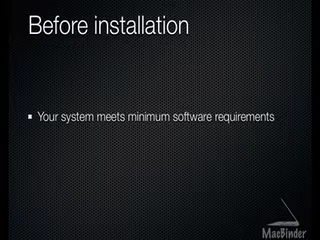 Before installation
Your system meets minimum software requirements
MacBinder